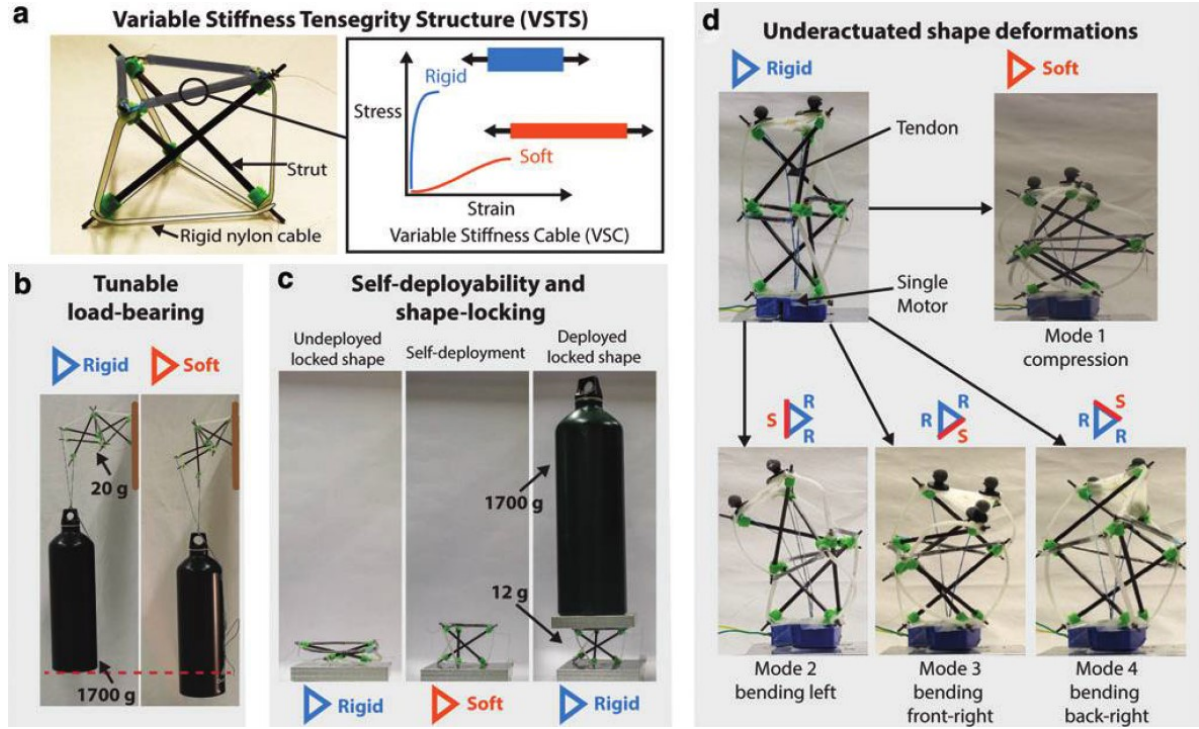 a
Variable Stiffness Tensegrity Structure (VSTS)
Strut
Rigid nylon cable
Stress
Rigid
Soft
Strain
Variable Stiffness Cable (VSC)
b
Tunable
load-bearing
Rigid
Soft
20 g
1700 g
c
Self-deployability and
shape-locking
Undeployed
locked shape
Self-deployment
Deployed
locked shape
1700 g
12 g
Rigid
Soft
Rigid
d
Underactuated shape deformations
Rigid
Soft
Tendon
Single
Motor
Mode 1
compression
S R
R
R R
S
S
R
R
Mode 2
bending left
Mode 3
bending
front-right
Mode 4
bending
back-right